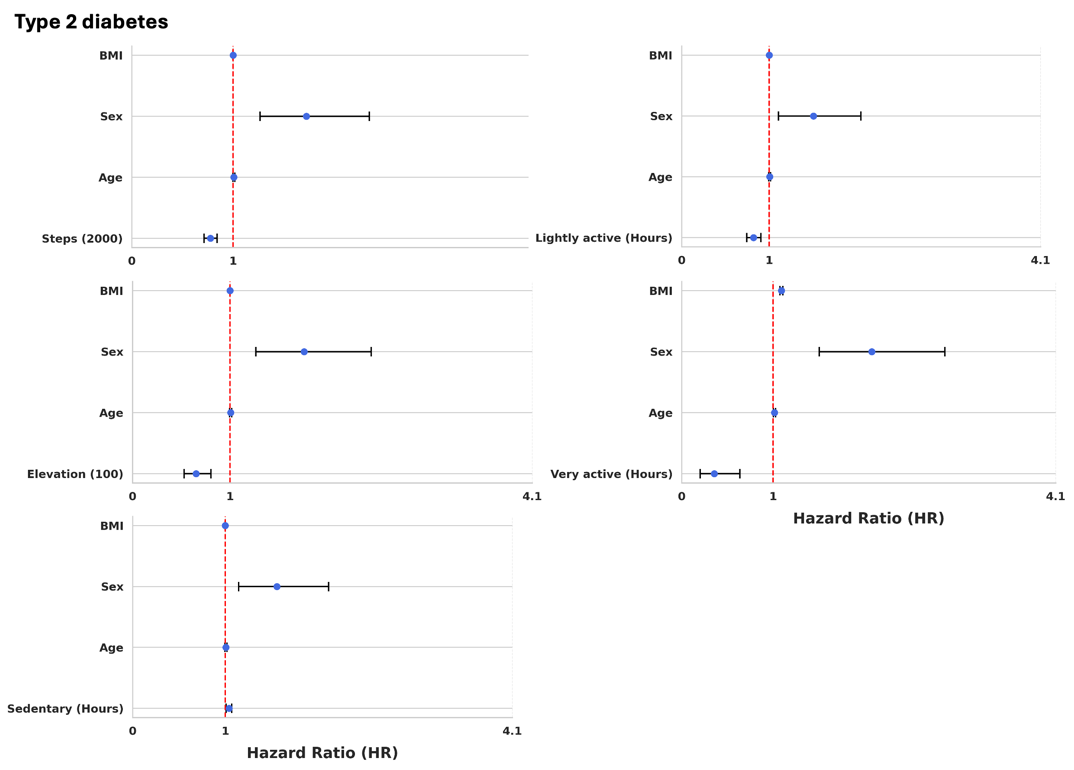 Type 2 diabetes
BMI
Sex
Age
Steps (2000)
0 1
BMI
Sex
Age
Lightly active (Hours)
0 1 4.1
BMI
Sex
Age
Elevation (100)
0 1 4.1
BMI
Sex
Age
Very active (Hours)
0 1 4.1
Hazard Ratio (HR)
BMI
Sex
Age
Sedentary (Hours)
0 1 4.1
Hazard Ratio (HR)